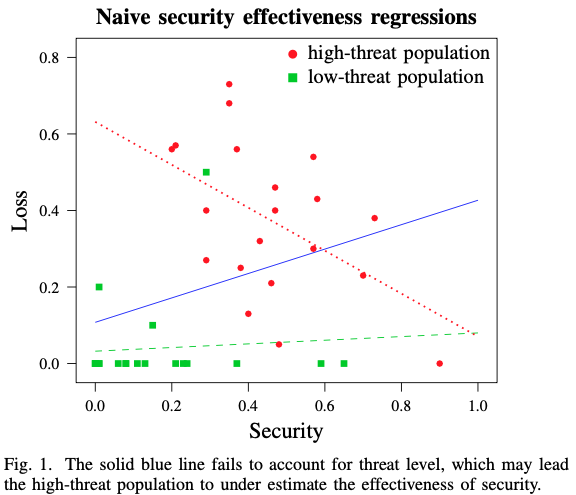 Naive security effectiveness regressions
high-threat population
low-threat population
0.8
0.6
0.4
0.2
0.0
Loss
0.0 0.2 0.4 0.6 0.8 1.0
Security
Fig. 1. The solid blue line fails to account for threat level, which may lead
the high-threat population to under estimate the effectiveness of security.